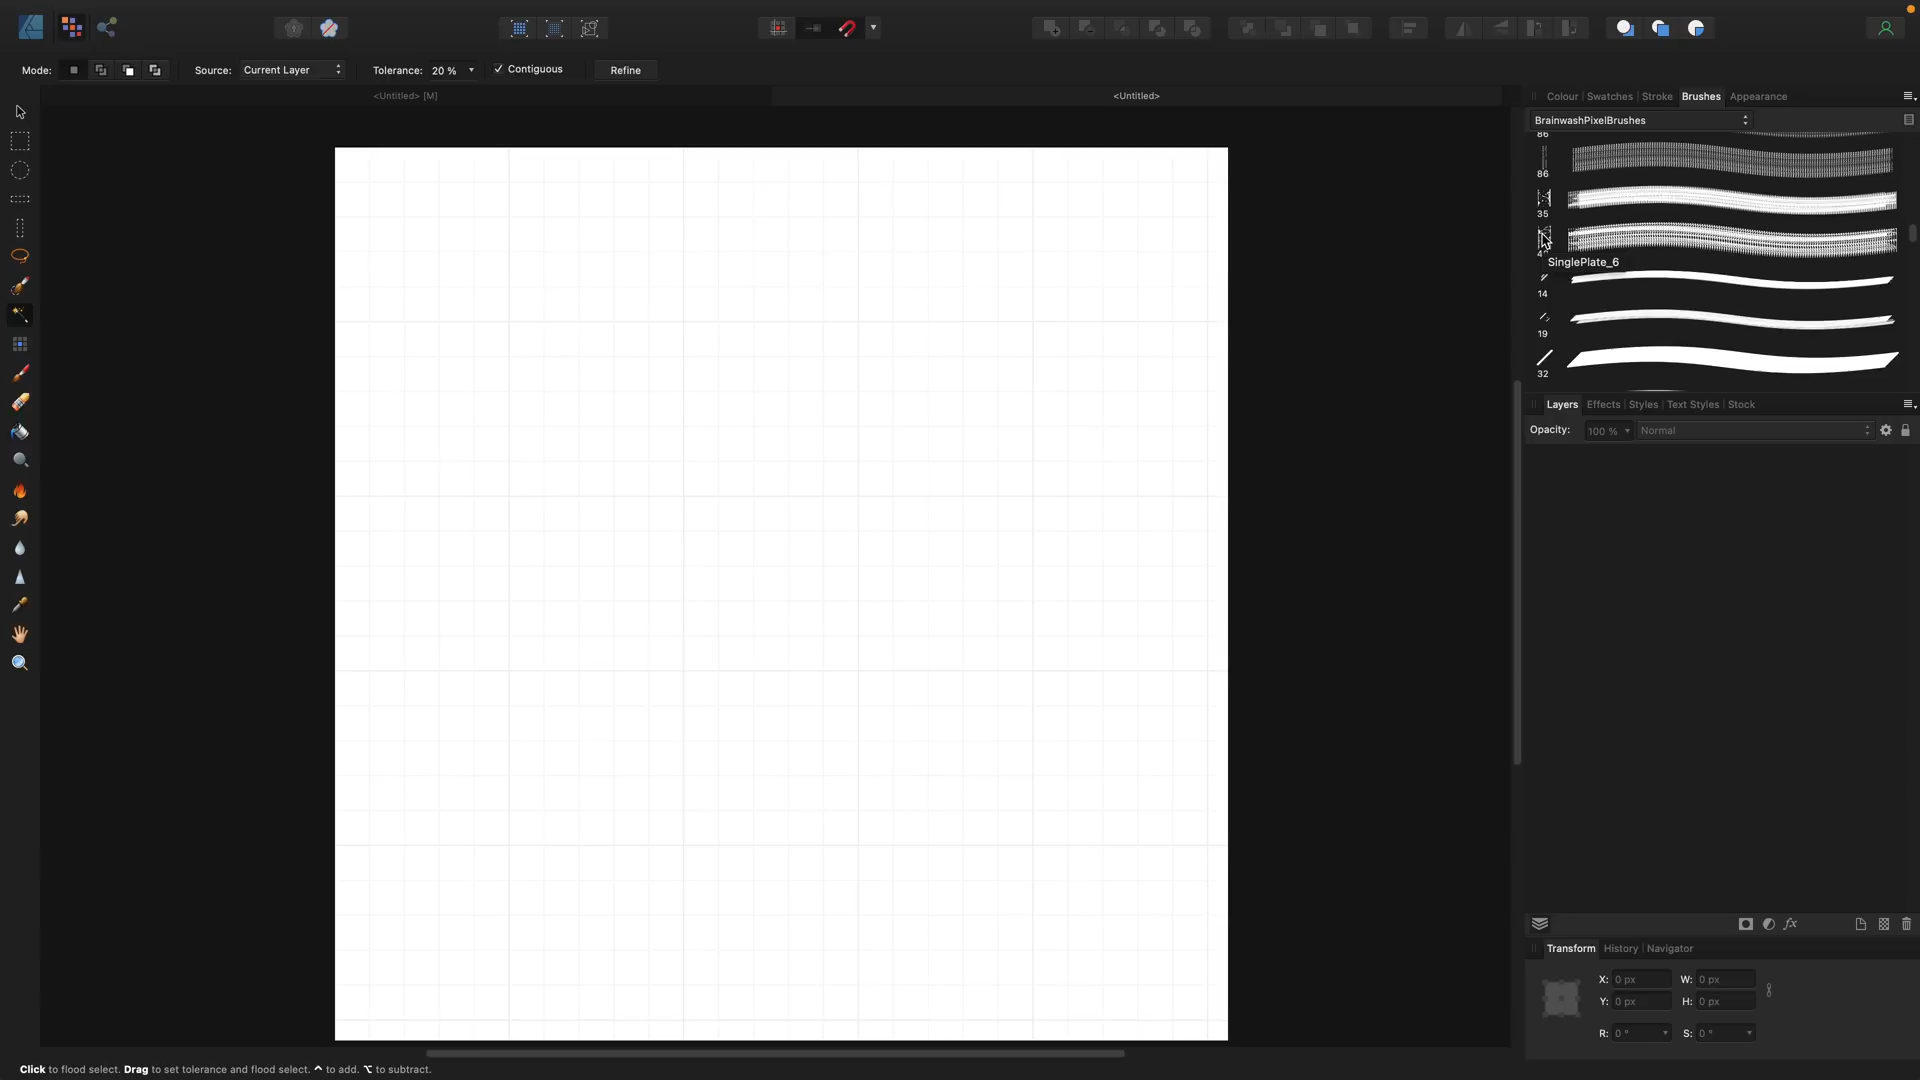 Mode: Source: Current Layer Tolerance: 20 % Contiguous Refine
<Untitled> [M] <Untitled>
Colour Swatches Stroke Brushes Appearance
BrainwashPixelBrushes
86
86
35
SinglePlate_6
14
19
32
Layers Effects Styles Text Styles Stock
Opacity: 100 % Normal
fx
Transform History Navigator
X: 0 px W: 0 px
Y: 0 px H: 0 px
R: 0 ° S: 0 °
Click to flood select. Drag to set tolerance and flood select. ⌃ to add. ⌥ to subtract.